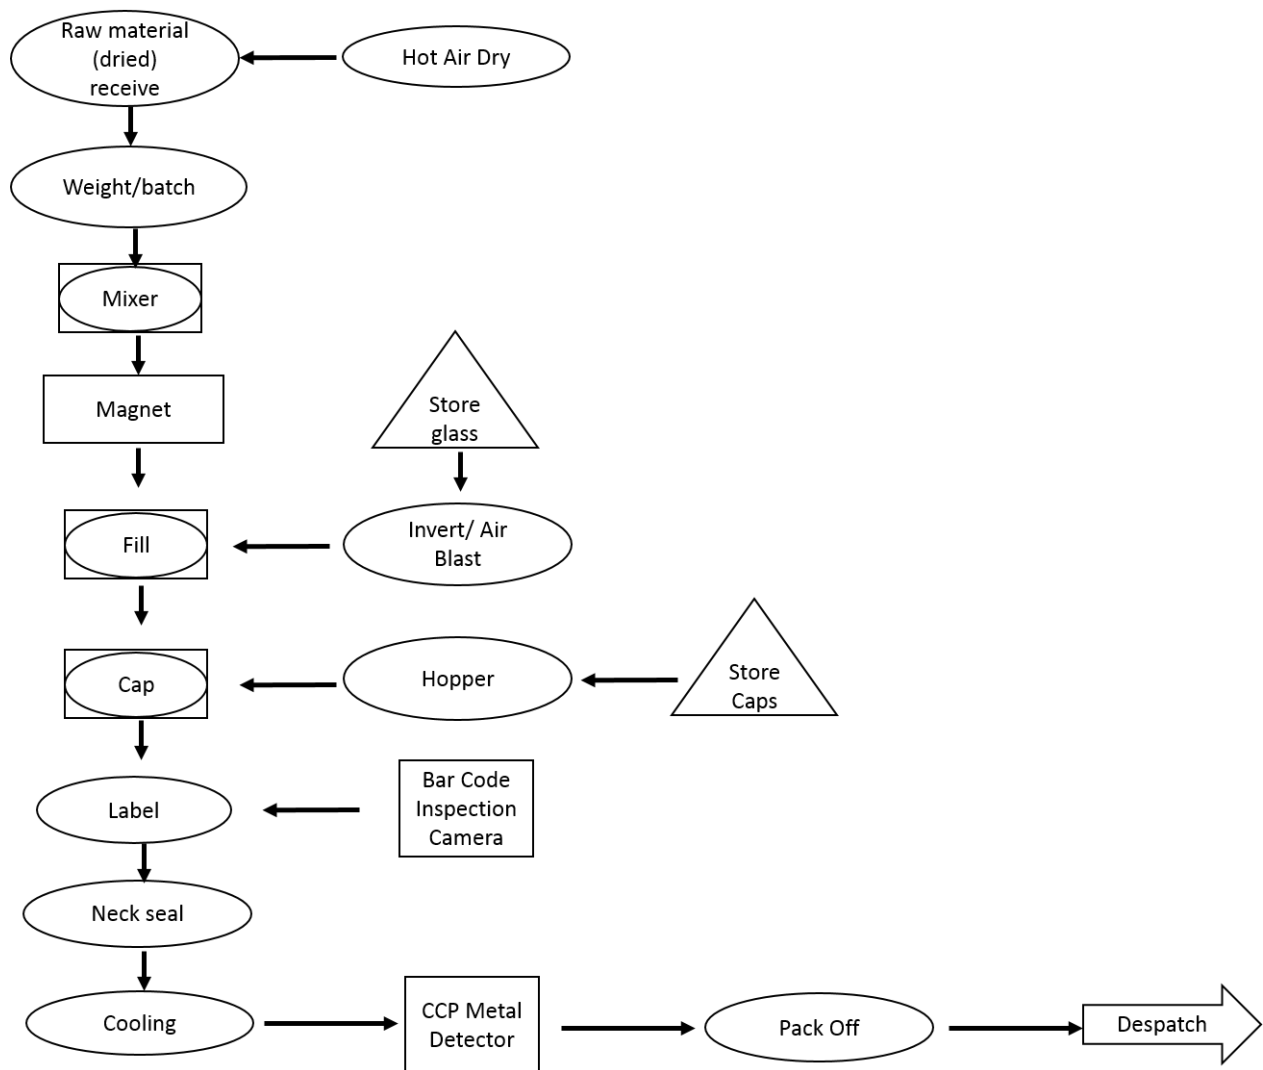 Raw material
(dried)
receive
Hot Air Dry
Weight/batch
Mixer
Magnet
Store
glass
Fill
Invert/ Air
Blast
Cap
Hopper
Store
Caps
Label
Bar Code
Inspection
Camera
Neck seal
Cooling
CCP Metal
Detector
Pack Off
Despatch